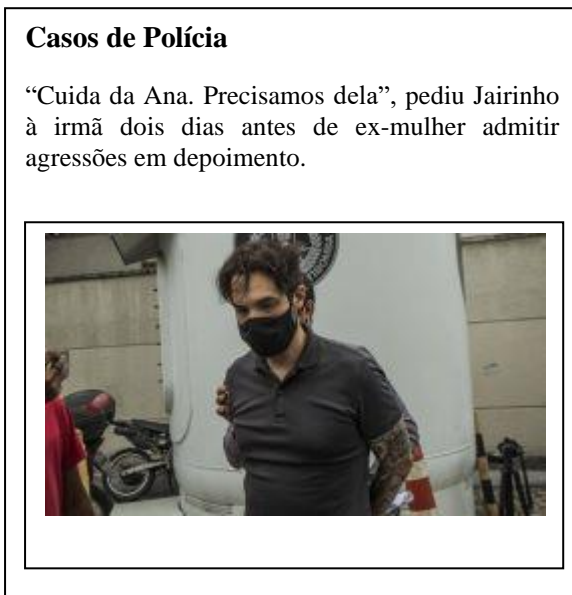 Casos de Polícia
“Cuida da Ana. Precisamos dela”, pediu Jairinho
à irmã dois dias antes de ex-mulher admitir
agressões em depoimento.